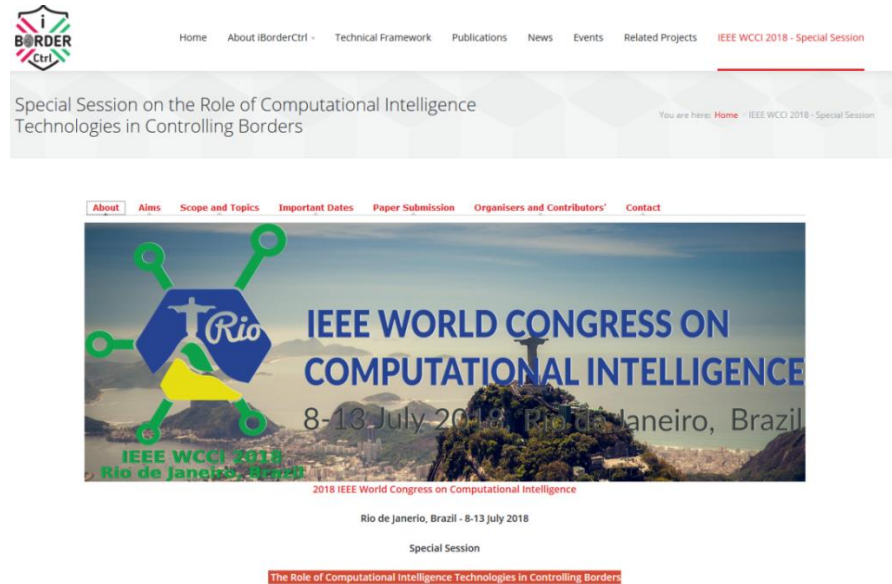 i
BORDER
Ctrl
Home About iBorderCtrl Technical Framework Publications News Events Related Projects IEEE WCCI 2018 - Special Session
Special Session on the Role of Computational Intelligence
Technologies in Controlling Borders
You are here: Home / IEEE WCCI 2018 - Special Session
About Aims Scope and Topics Important Dates Paper Submission Organisers and Contributors' Contact
Rio
IEEE WORLD CONGRESS ON
COMPUTATIONAL INTELLIGENCE
8-13 July 2018, Rio de Janeiro, Brazil
IEEE WCCI 2018
Rio de Janeiro, Brazil
2018 IEEE World Congress on Computational Intelligence
Rio de Janerio, Brazil - 8-13 July 2018
Special Session
The Role of Computational Intelligence Technologies in Controlling Borders